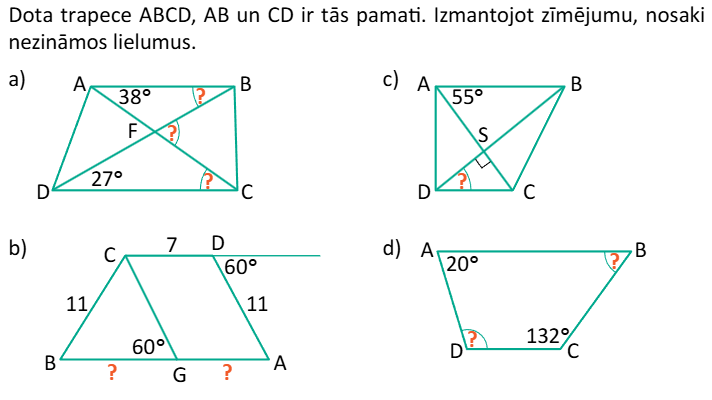 Dota trapece ABCD, AB un CD ir tās pamati. Izmantojot zīmējumu, nosaki
nezināmos lielumus.
a) A B
38° ?
F ?
27° ?
D C
c) A B
55°
S
?
D C
b) C 7 D
60°
11 11
60°
B ? G ? A
d) A B
20° ?
? 132°
D C